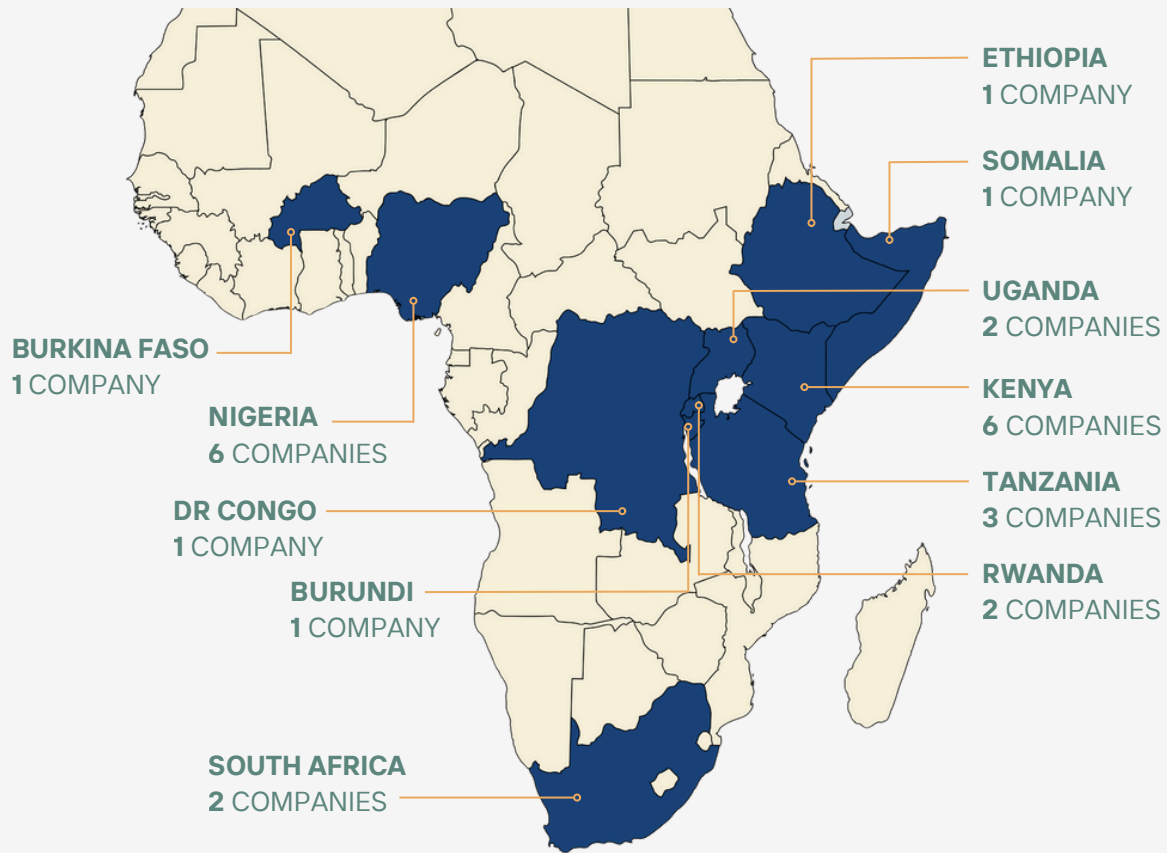 ETHIOPIA
1 COMPANY
SOMALIA
1 COMPANY
UGANDA
2 COMPANIES
BURKINA FASO
1 COMPANY
KENYA
6 COMPANIES
NIGERIA
6 COMPANIES
TANZANIA
3 COMPANIES
DR CONGO
1 COMPANY
RWANDA
2 COMPANIES
BURUNDI
1 COMPANY
SOUTH AFRICA
2 COMPANIES